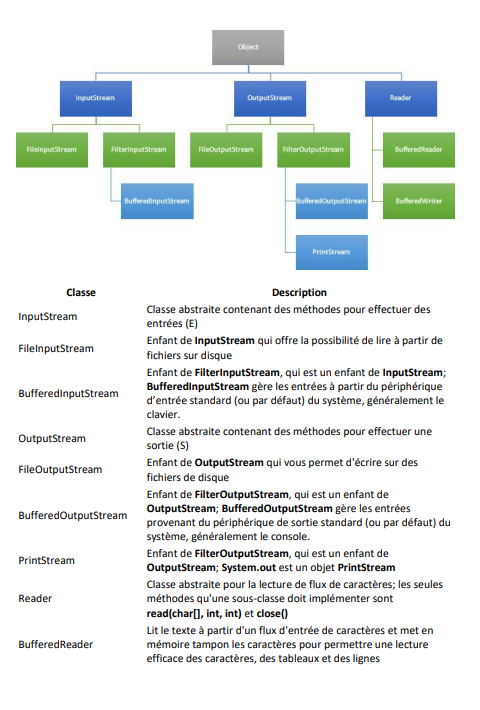 Object
InputStream
OutputStream
Reader
FileInputStream
FilterInputStream
FileOutputStream
FilterOutputStream
BufferedReader
BufferedInputStream
BufferedOutputStream
BufferedWriter
PrintStream
Classe
Description
InputStream
Classe abstraite contenant des méthodes pour effectuer des
entrées (E)
FileInputStream
Enfant de InputStream qui offre la possibilité de lire à partir de
fichiers sur disque
BufferedInputStream
Enfant de FilterInputStream, qui est un enfant de InputStream;
BufferedInputStream gère les entrées à partir du périphérique
d'entrée standard (ou par défaut) du système, généralement le
clavier.
OutputStream
Classe abstraite contenant des méthodes pour effectuer une
sortie (S)
FileOutputStream
Enfant de OutputStream qui vous permet d'écrire sur des
fichiers de disque
BufferedOutputStream
Enfant de FilterOutputStream, qui est un enfant de
OutputStream; BufferedOutputStream gère les entrées
provenant du périphérique de sortie standard (ou par défaut) du
système, généralement le console.
PrintStream
Enfant de FilterOutputStream, qui est un enfant de
OutputStream; System.out est un objet PrintStream
Reader
Classe abstraite pour la lecture de flux de caractères; les seules
méthodes qu'une sous-classe doit implémenter sont
read(char[], int, int) et close()
BufferedReader
Lit le texte à partir d'un flux d'entrée de caractères et met en
mémoire tampon les caractères pour permettre une lecture
efficace des caractères, des tableaux et des lignes